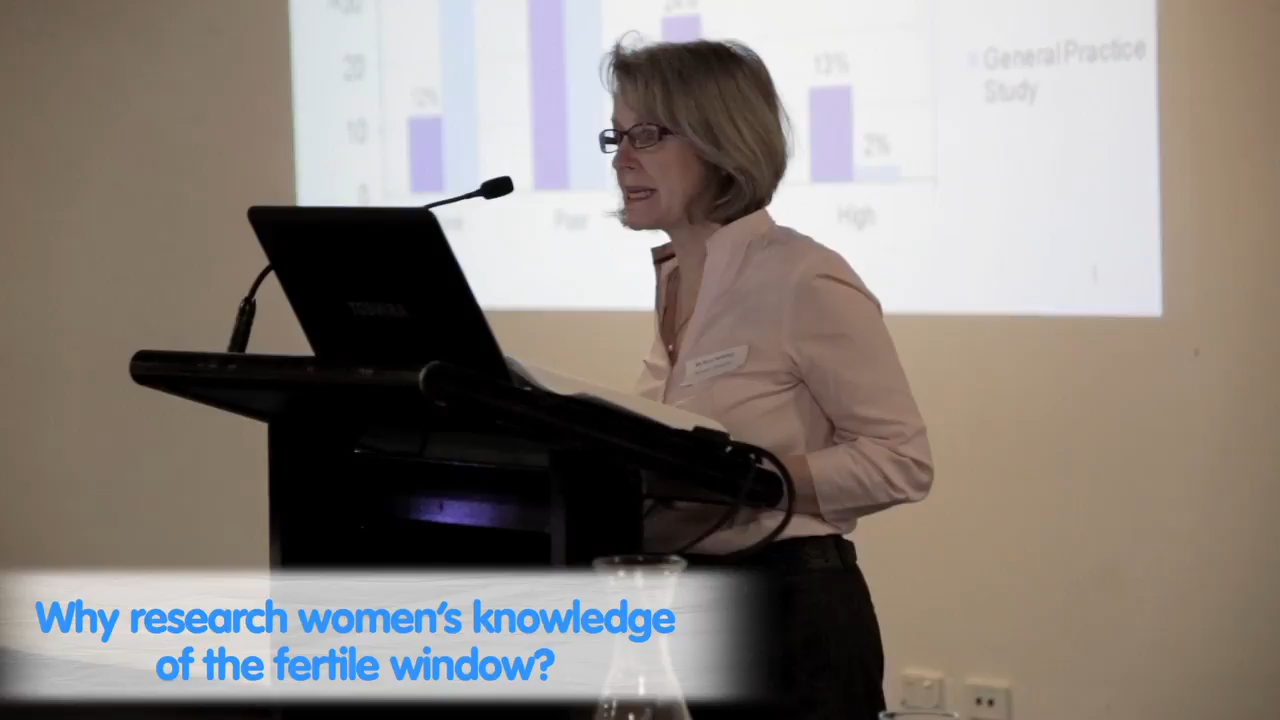 20
10
12%
24%
13%
2%
Poor
High
General Practice
Study
TOSHIBA
Why research women's knowledge
of the fertile window?